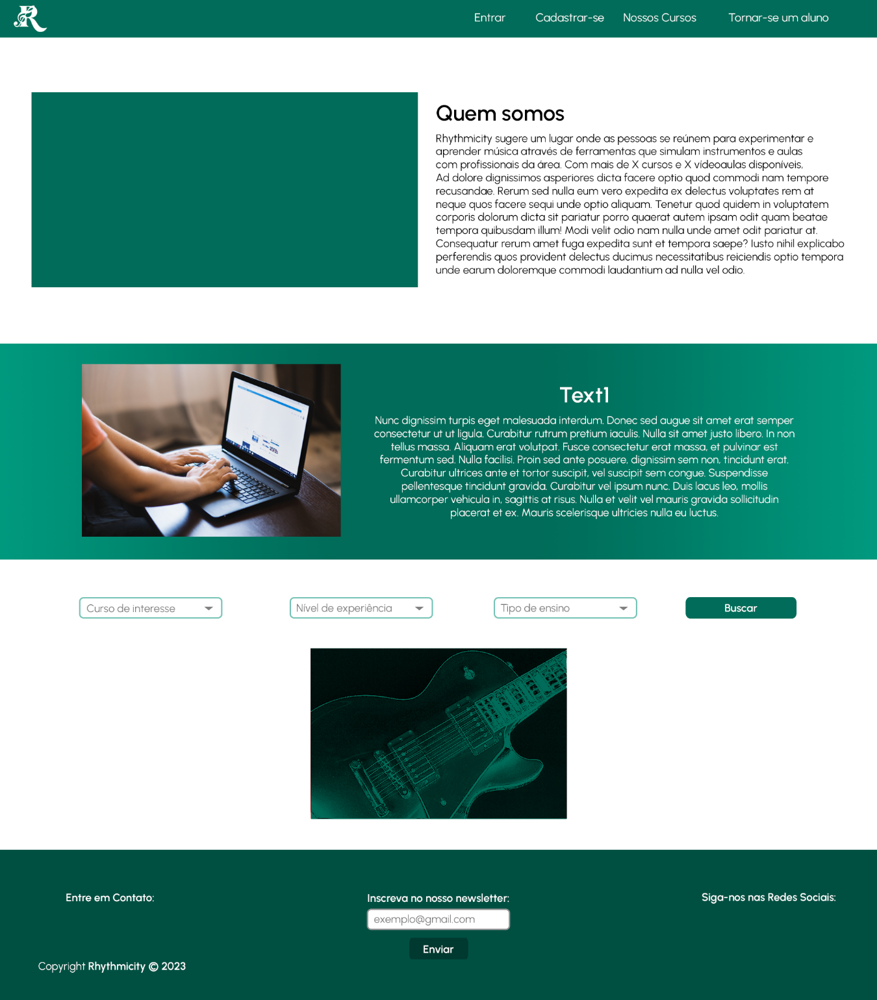 R
Entrar
Cadastrar-se
Nossos Cursos
Tornar-se um aluno
Quem somos
Rhythmicity sugere um lugar onde as pessoas se reúnem para experimentar e
aprender música através de ferramentas que simulam instrumentos e aulas
com profissionais da área. Com mais de X cursos e X vídeoaulas disponíveis,
Ad dolore dignissimos asperiores dicta facere optio quod commodi nam tempore
recusandae. Rerum sed nulla eum vero expedita ex delectus voluptates rem at
neque quos facere sequi unde optio aliquam. Tenetur quod quidem in voluptatem
corporis dolorum dicta sit pariatur porro quaerat autem ipsam odit quam beatae
tempora quibusdam illum! Modi velit odio nam nulla unde amet odit pariatur at.
Consequatur rerum amet fuga expedita sunt et tempora saepe? Iusto nihil explicabo
perferendis quos provident delectus ducimus necessitatibus reiciendis optio tempora
unde earum doloremque commodi laudantium ad nulla vel odio.
Text1
Nunc dignissim turpis eget malesuada interdum. Donec sed augue sit amet erat semper
consectetur ut ut ligula. Curabitur rutrum pretium iaculis. Nulla sit amet justo libero. In non
tellus massa. Aliquam erat volutpat. Fusce consectetur erat massa, et pulvinar est
fermentum sed. Nulla facilisi. Proin sed ante posuere, dignissim sem non, tincidunt erat.
Curabitur ultrices ante et tortor suscipit, vel suscipit sem congue. Suspendisse
pellentesque tincidunt gravida. Curabitur vel ipsum nunc. Duis lacus leo, mollis
ullamcorper vehicula in, sagittis at risus. Nulla et velit vel mauris gravida sollicitudin
placerat et ex. Mauris scelerisque ultricies nulla eu luctus.
Curso de interesse
Nível de experiência
Tipo de ensino
Buscar
Entre em Contato:
Inscreva no nosso newsletter:
Siga-nos nas Redes Sociais:
exemplo@gmail.com
Enviar
Copyright Rhythmicity © 2023